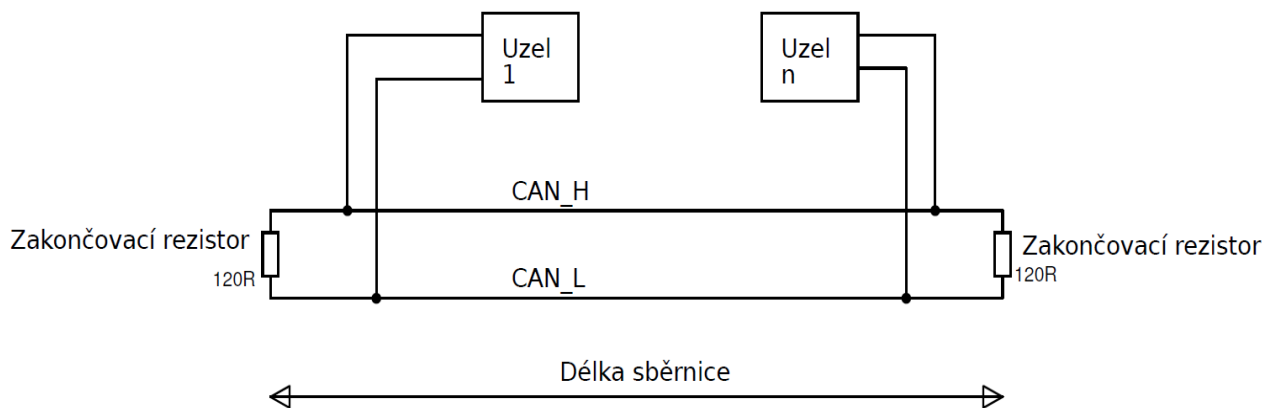 Uzel
1
Uzel
n
CAN_H
Zakončovací rezistor
120R
Zakončovací rezistor
120R
CAN_L
Délka sběrnice